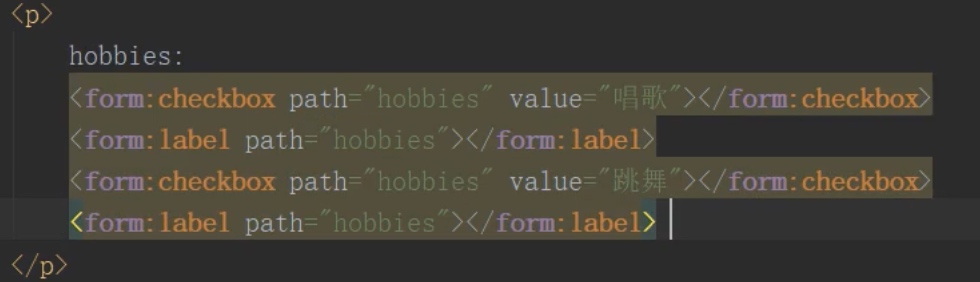 <p>
hobbies:
<form:checkbox path="hobbies" value="唱歌"></form:checkbox>
<form:label path="hobbies"></form:label>
<form:checkbox path="hobbies" value="跳舞"></form:checkbox>
<form:label path="hobbies"></form:label>
</p>